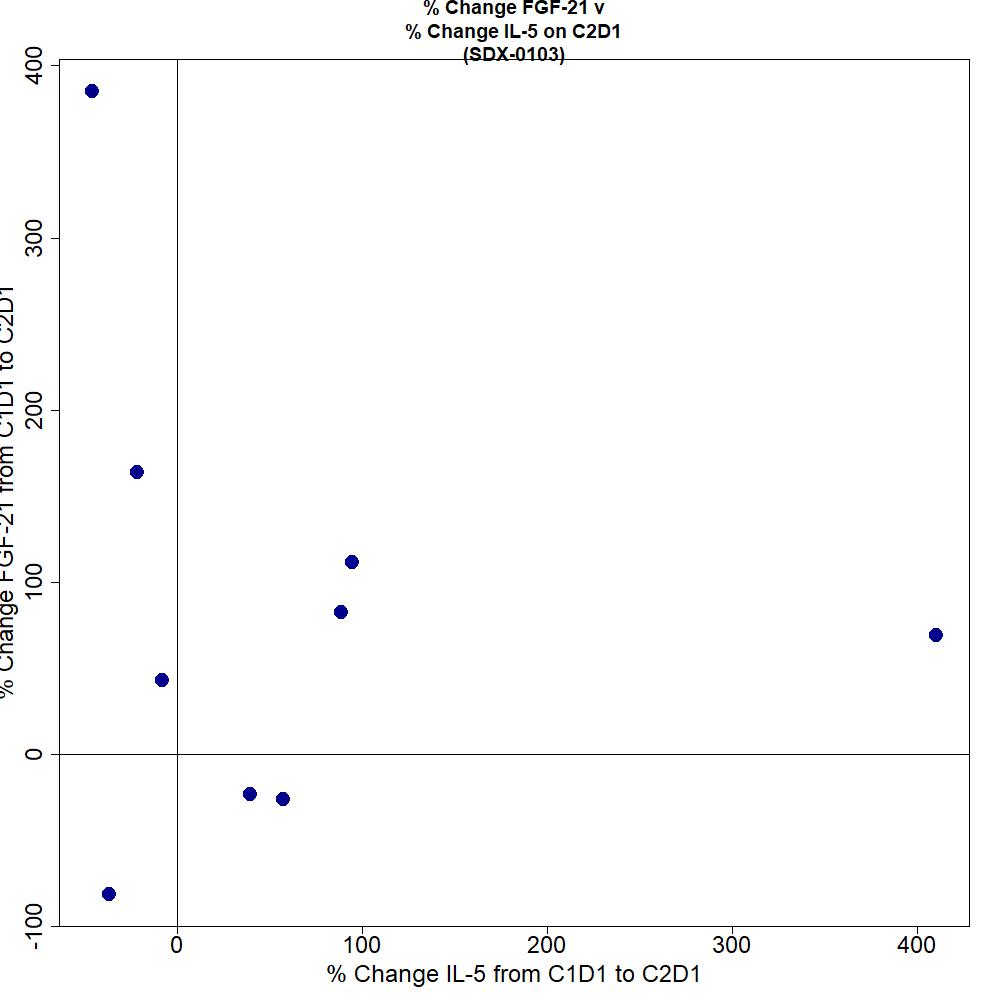 % Change FGF-21 v
% Change IL-5 on C2D1
(SDX-0103)
400
300
200
100
0
-100
% Change FGF-21 from C1D1 to C2D1
0
100
200
300
400
% Change IL-5 from C1D1 to C2D1